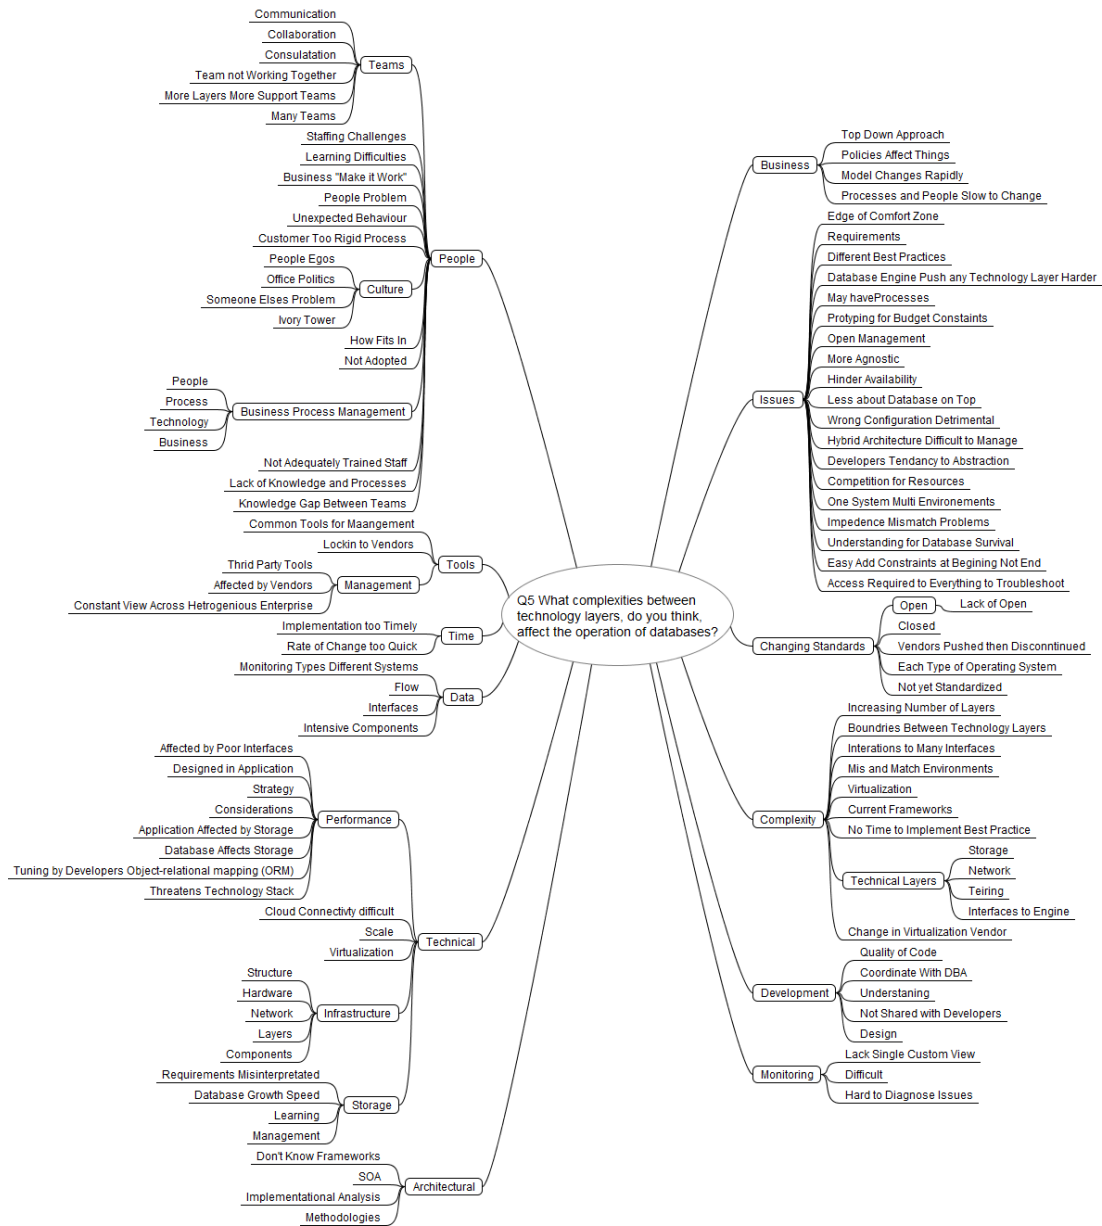 Communication
Collaboration
Consulatation
Team not Working Together
More Layers More Support Teams
Many Teams
Teams
Staffing Challenges
Learning Difficulties
Business "Make it Work"
People Problem
Unexpected Behaviour
Customer Too Rigid Process
People Egos
Office Politics
Someone Elses Problem
Ivory Tower
Culture
How Fits In
Not Adopted
People
Process
Technology
Business
Business Process Management
Not Adequately Trained Staff
Lack of Knowledge and Processes
Knowledge Gap Between Teams
People
Common Tools for Maangement
Lockin to Vendors
Thrid Party Tools
Affected by Vendors
Constant View Across Hetrogenious Enterprise
Management
Tools
Implementation too Timely
Rate of Change too Quick
Time
Monitoring Types Different Systems
Flow
Interfaces
Intensive Components
Data
Affected by Poor Interfaces
Designed in Application
Strategy
Considerations
Application Affected by Storage
Database Affects Storage
Tuning by Developers Object-relational mapping (ORM)
Threatens Technology Stack
Performance
Cloud Connectivty difficult
Scale
Virtualization
Structure
Hardware
Network
Layers
Components
Infrastructure
Requirements Misinterpretated
Database Growth Speed
Learning
Management
Storage
Technical
Don't Know Frameworks
SOA
Implementational Analysis
Methodologies
Architectural
Q5 What complexities between
technology layers, do you think,
affect the operation of databases?
Business
Top Down Approach
Policies Affect Things
Model Changes Rapidly
Processes and People Slow to Change
Issues
Edge of Comfort Zone
Requirements
Different Best Practices
Database Engine Push any Technology Layer Harder
May haveProcesses
Protyping for Budget Constaints
Open Management
More Agnostic
Hinder Availability
Less about Database on Top
Wrong Configuration Detrimental
Hybrid Architecture Difficult to Manage
Developers Tendancy to Abstraction
Competition for Resources
One System Multi Environements
Impedence Mismatch Problems
Understanding for Database Survival
Easy Add Constraints at Begining Not End
Access Required to Everything to Troubleshoot
Changing Standards
Open
Lack of Open
Closed
Vendors Pushed then Disconntinued
Each Type of Operating System
Not yet Standardized
Complexity
Increasing Number of Layers
Boundries Between Technology Layers
Interations to Many Interfaces
Mis and Match Environments
Virtualization
Current Frameworks
No Time to Implement Best Practice
Technical Layers
Storage
Network
Teiring
Interfaces to Engine
Change in Virtualization Vendor
Development
Quality of Code
Coordinate With DBA
Understaning
Not Shared with Developers
Design
Monitoring
Lack Single Custom View
Difficult
Hard to Diagnose Issues